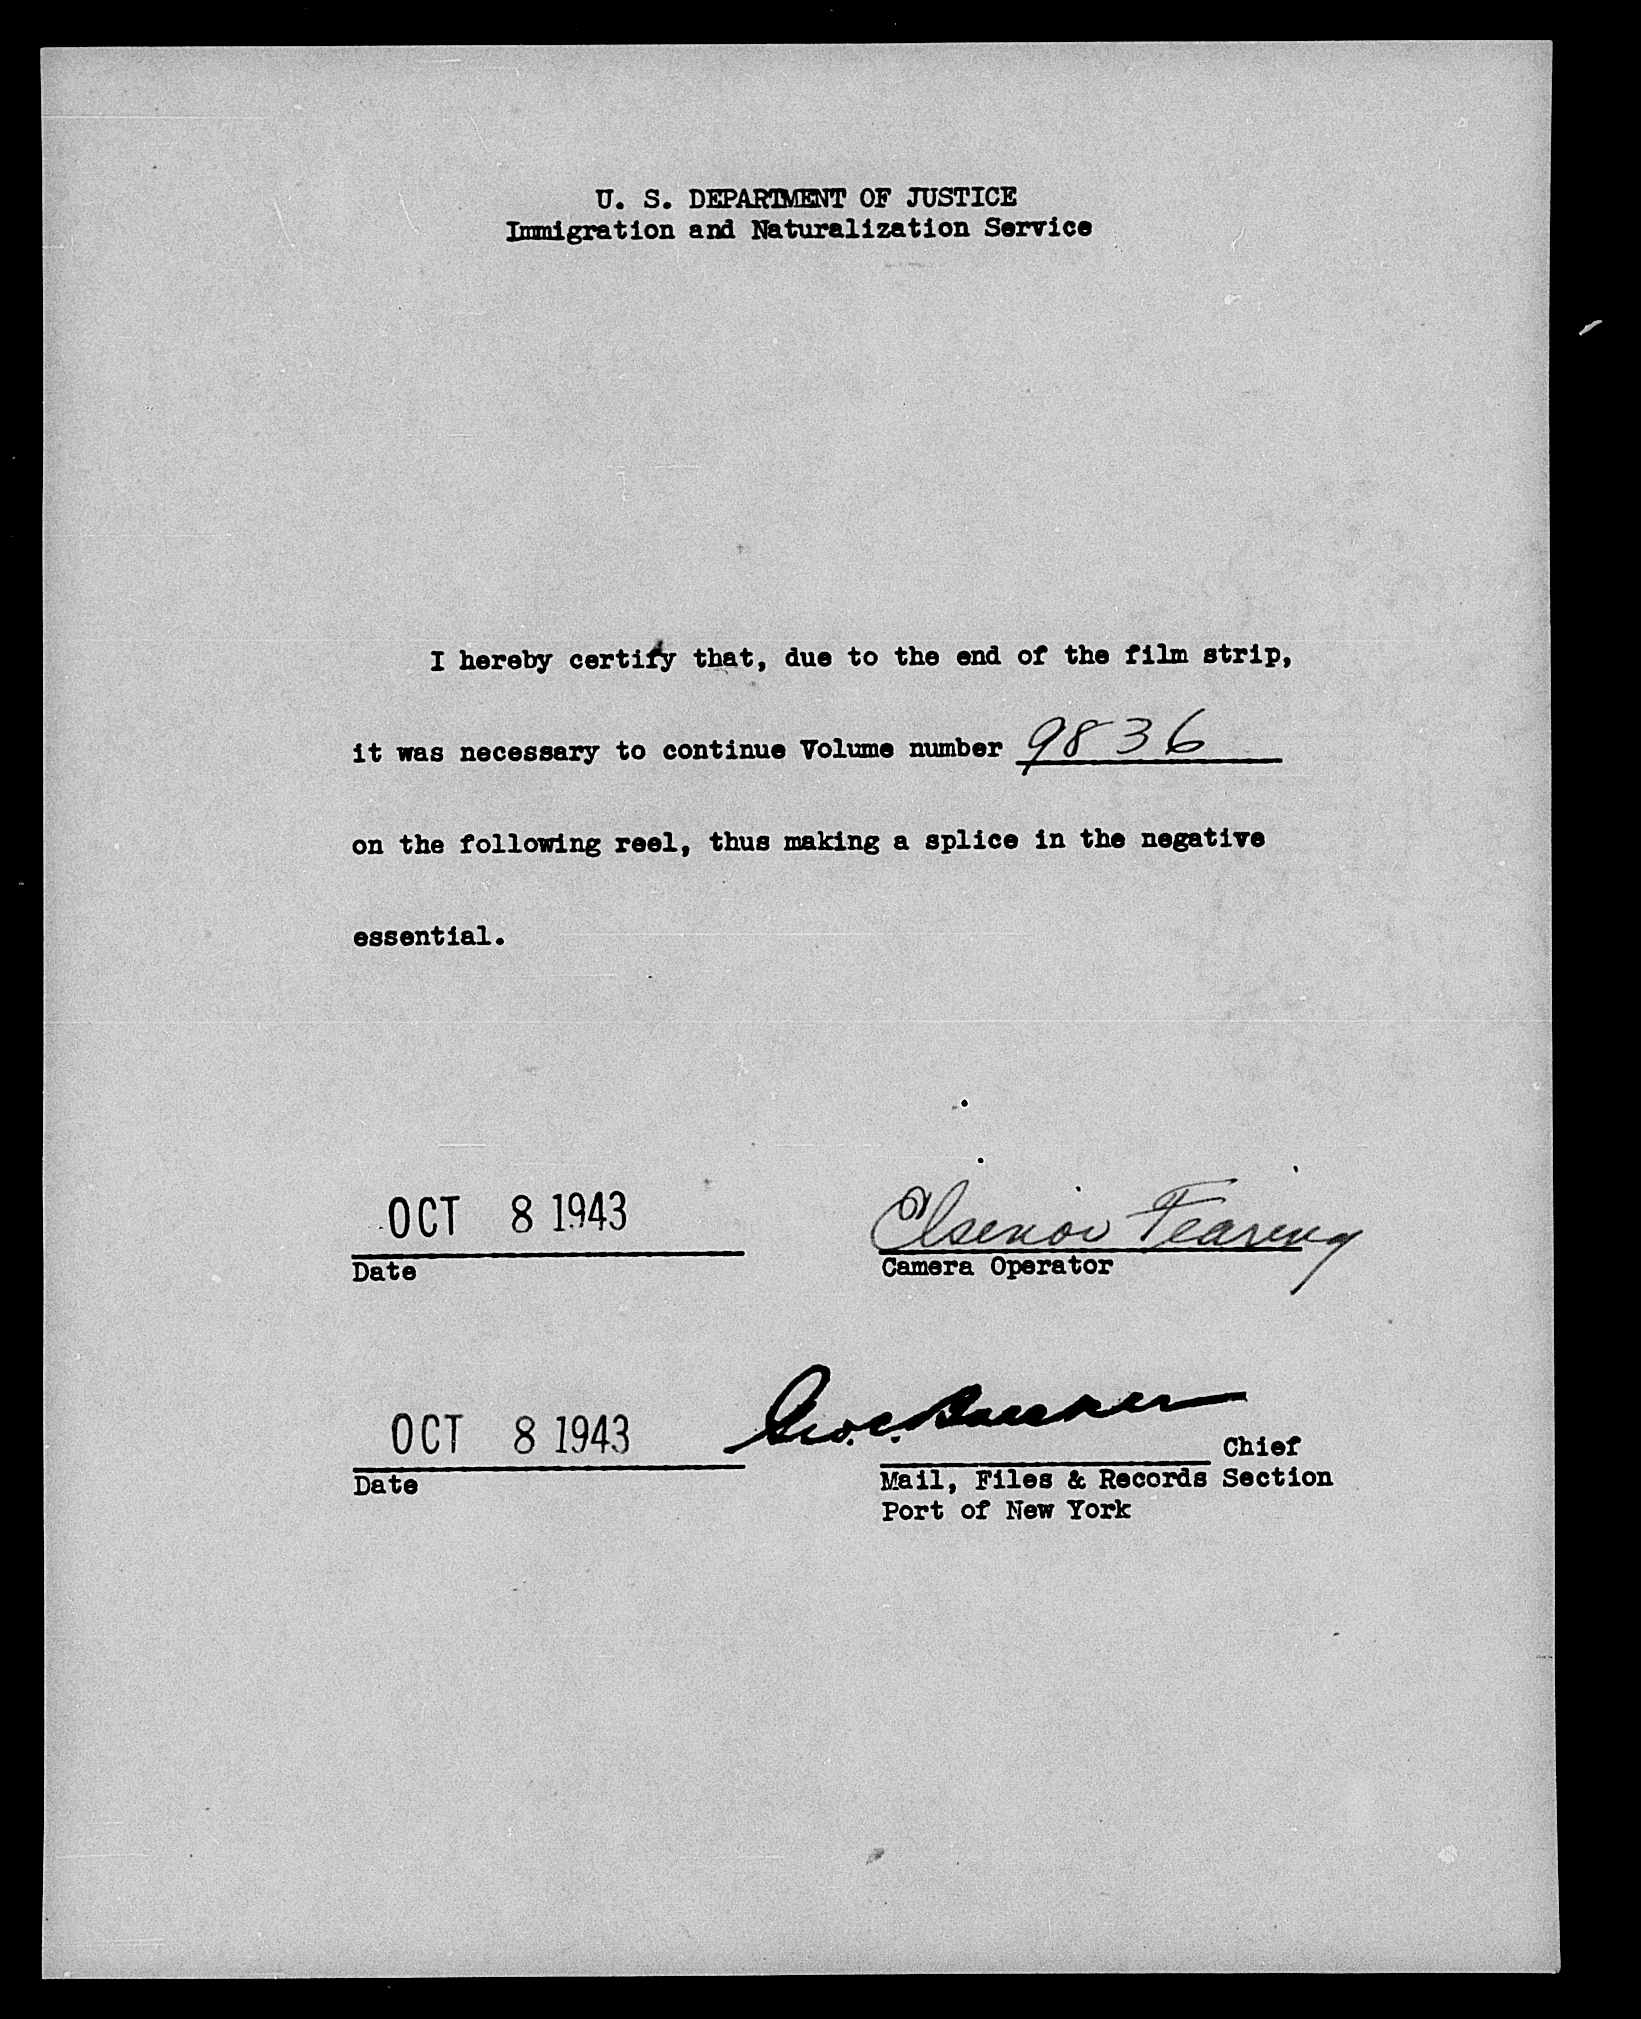 U. S. DEPARTMENT OF JUSTICE
Immigration and Naturalization Service
I hereby certify that, due to the end of the film strip,
it was necessary to continue Volume number 9836
on the following reel, thus making a splice in the negative
essential.
OCT 8 1943
Date
Fearing
Camera Operator
OCT 8 1943
Date
Geo. C.
Chief
Mail, Files & Records Section
Port of New York